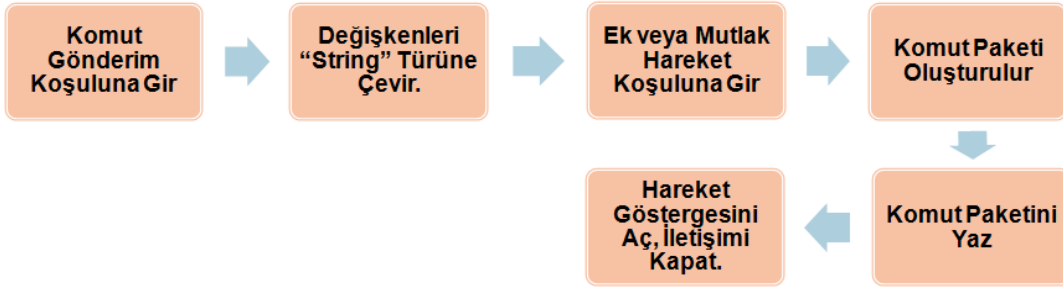 Komut
Gönderim
Koşuluna Gir
Değişkenleri
“String” Türüne
Çevir.
Ek veya Mutlak
Hareket
Koşuluna Gir
Komut Paketi
Oluşturulur
Komut Paketini
Yaz
Hareket
Göstergesini
Aç, İletişimi
Kapat.